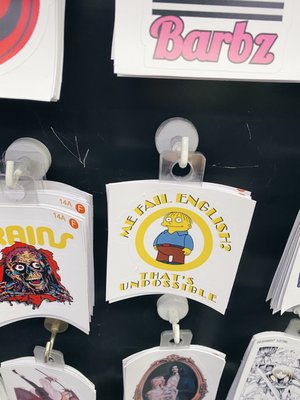 Barbz
14A F
14A F
RAINS
ME FAIL ENGLISH?
THAT'S
UNPOSSIBLE